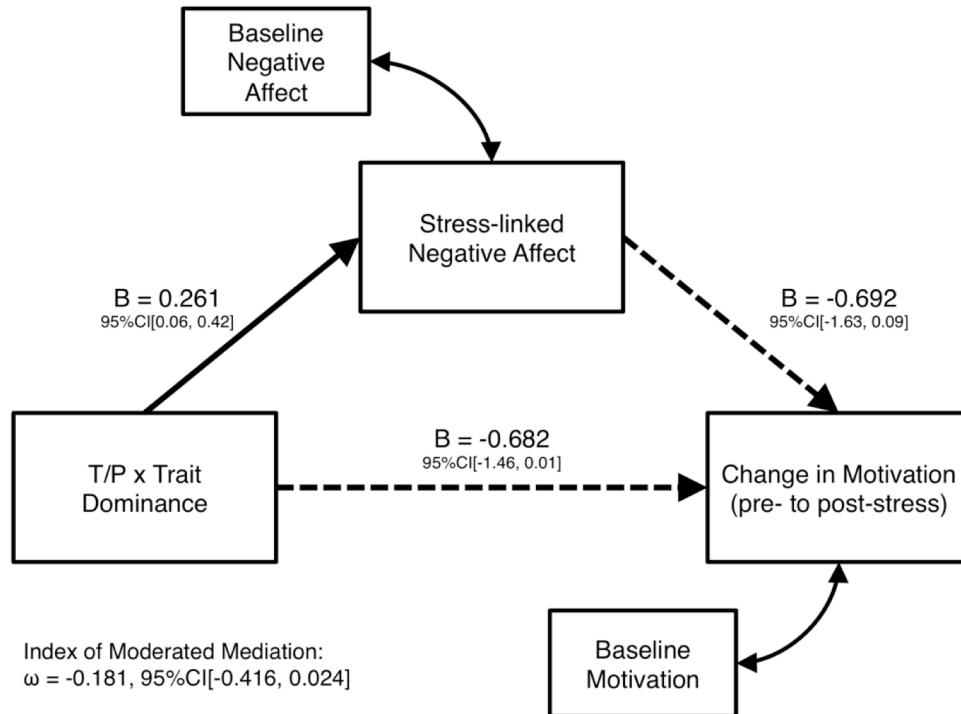 Baseline
Negative
Affect
Stress-linked
Negative Affect
B = 0.261
95%CI[0.06, 0.42]
B = -0.692
95%CI[-1.63, 0.09]
B = -0.682
95%CI[-1.46, 0.01]
T/P x Trait
Dominance
Change in Motivation
(pre- to post-stress)
Index of Moderated Mediation:
ω = -0.181, 95%CI[-0.416, 0.024]
Baseline
Motivation